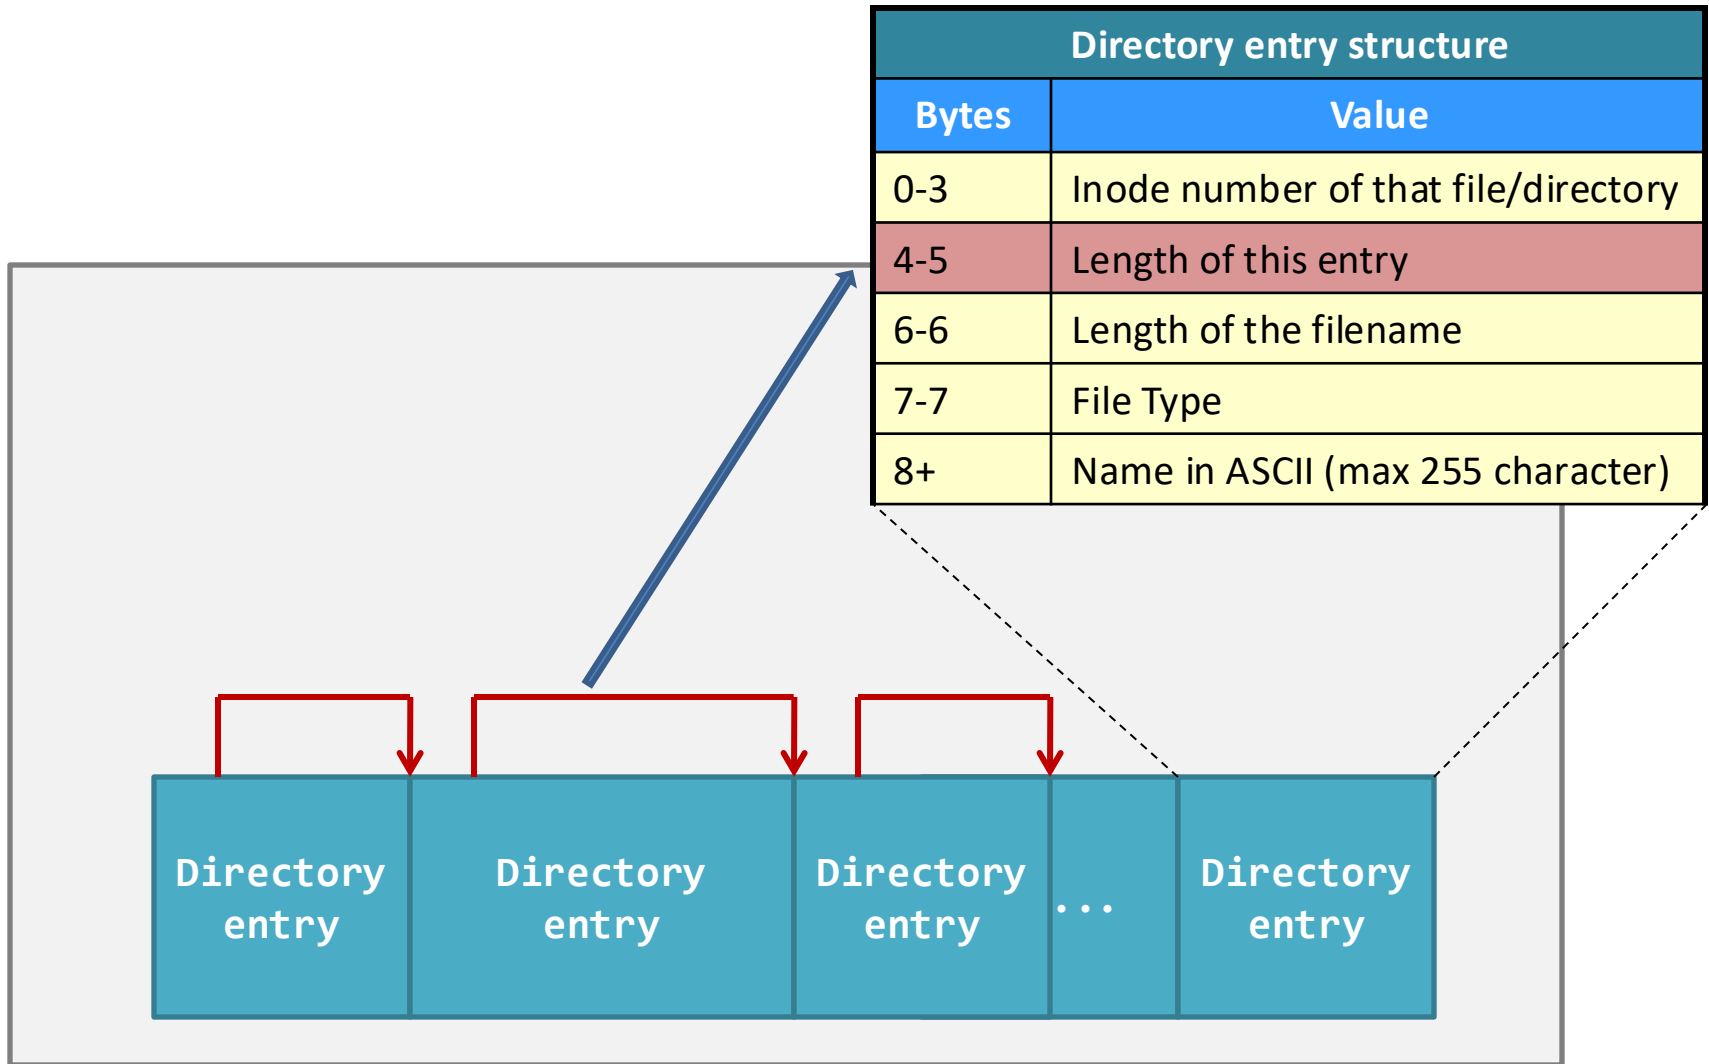 Directory entry structure
Bytes Value
0-3 Inode number of that file/directory
4-5 Length of this entry
6-6 Length of the filename
7-7 File Type
8+ Name in ASCII (max 255 character)
Directory entry
Directory entry
Directory entry
...
Directory entry